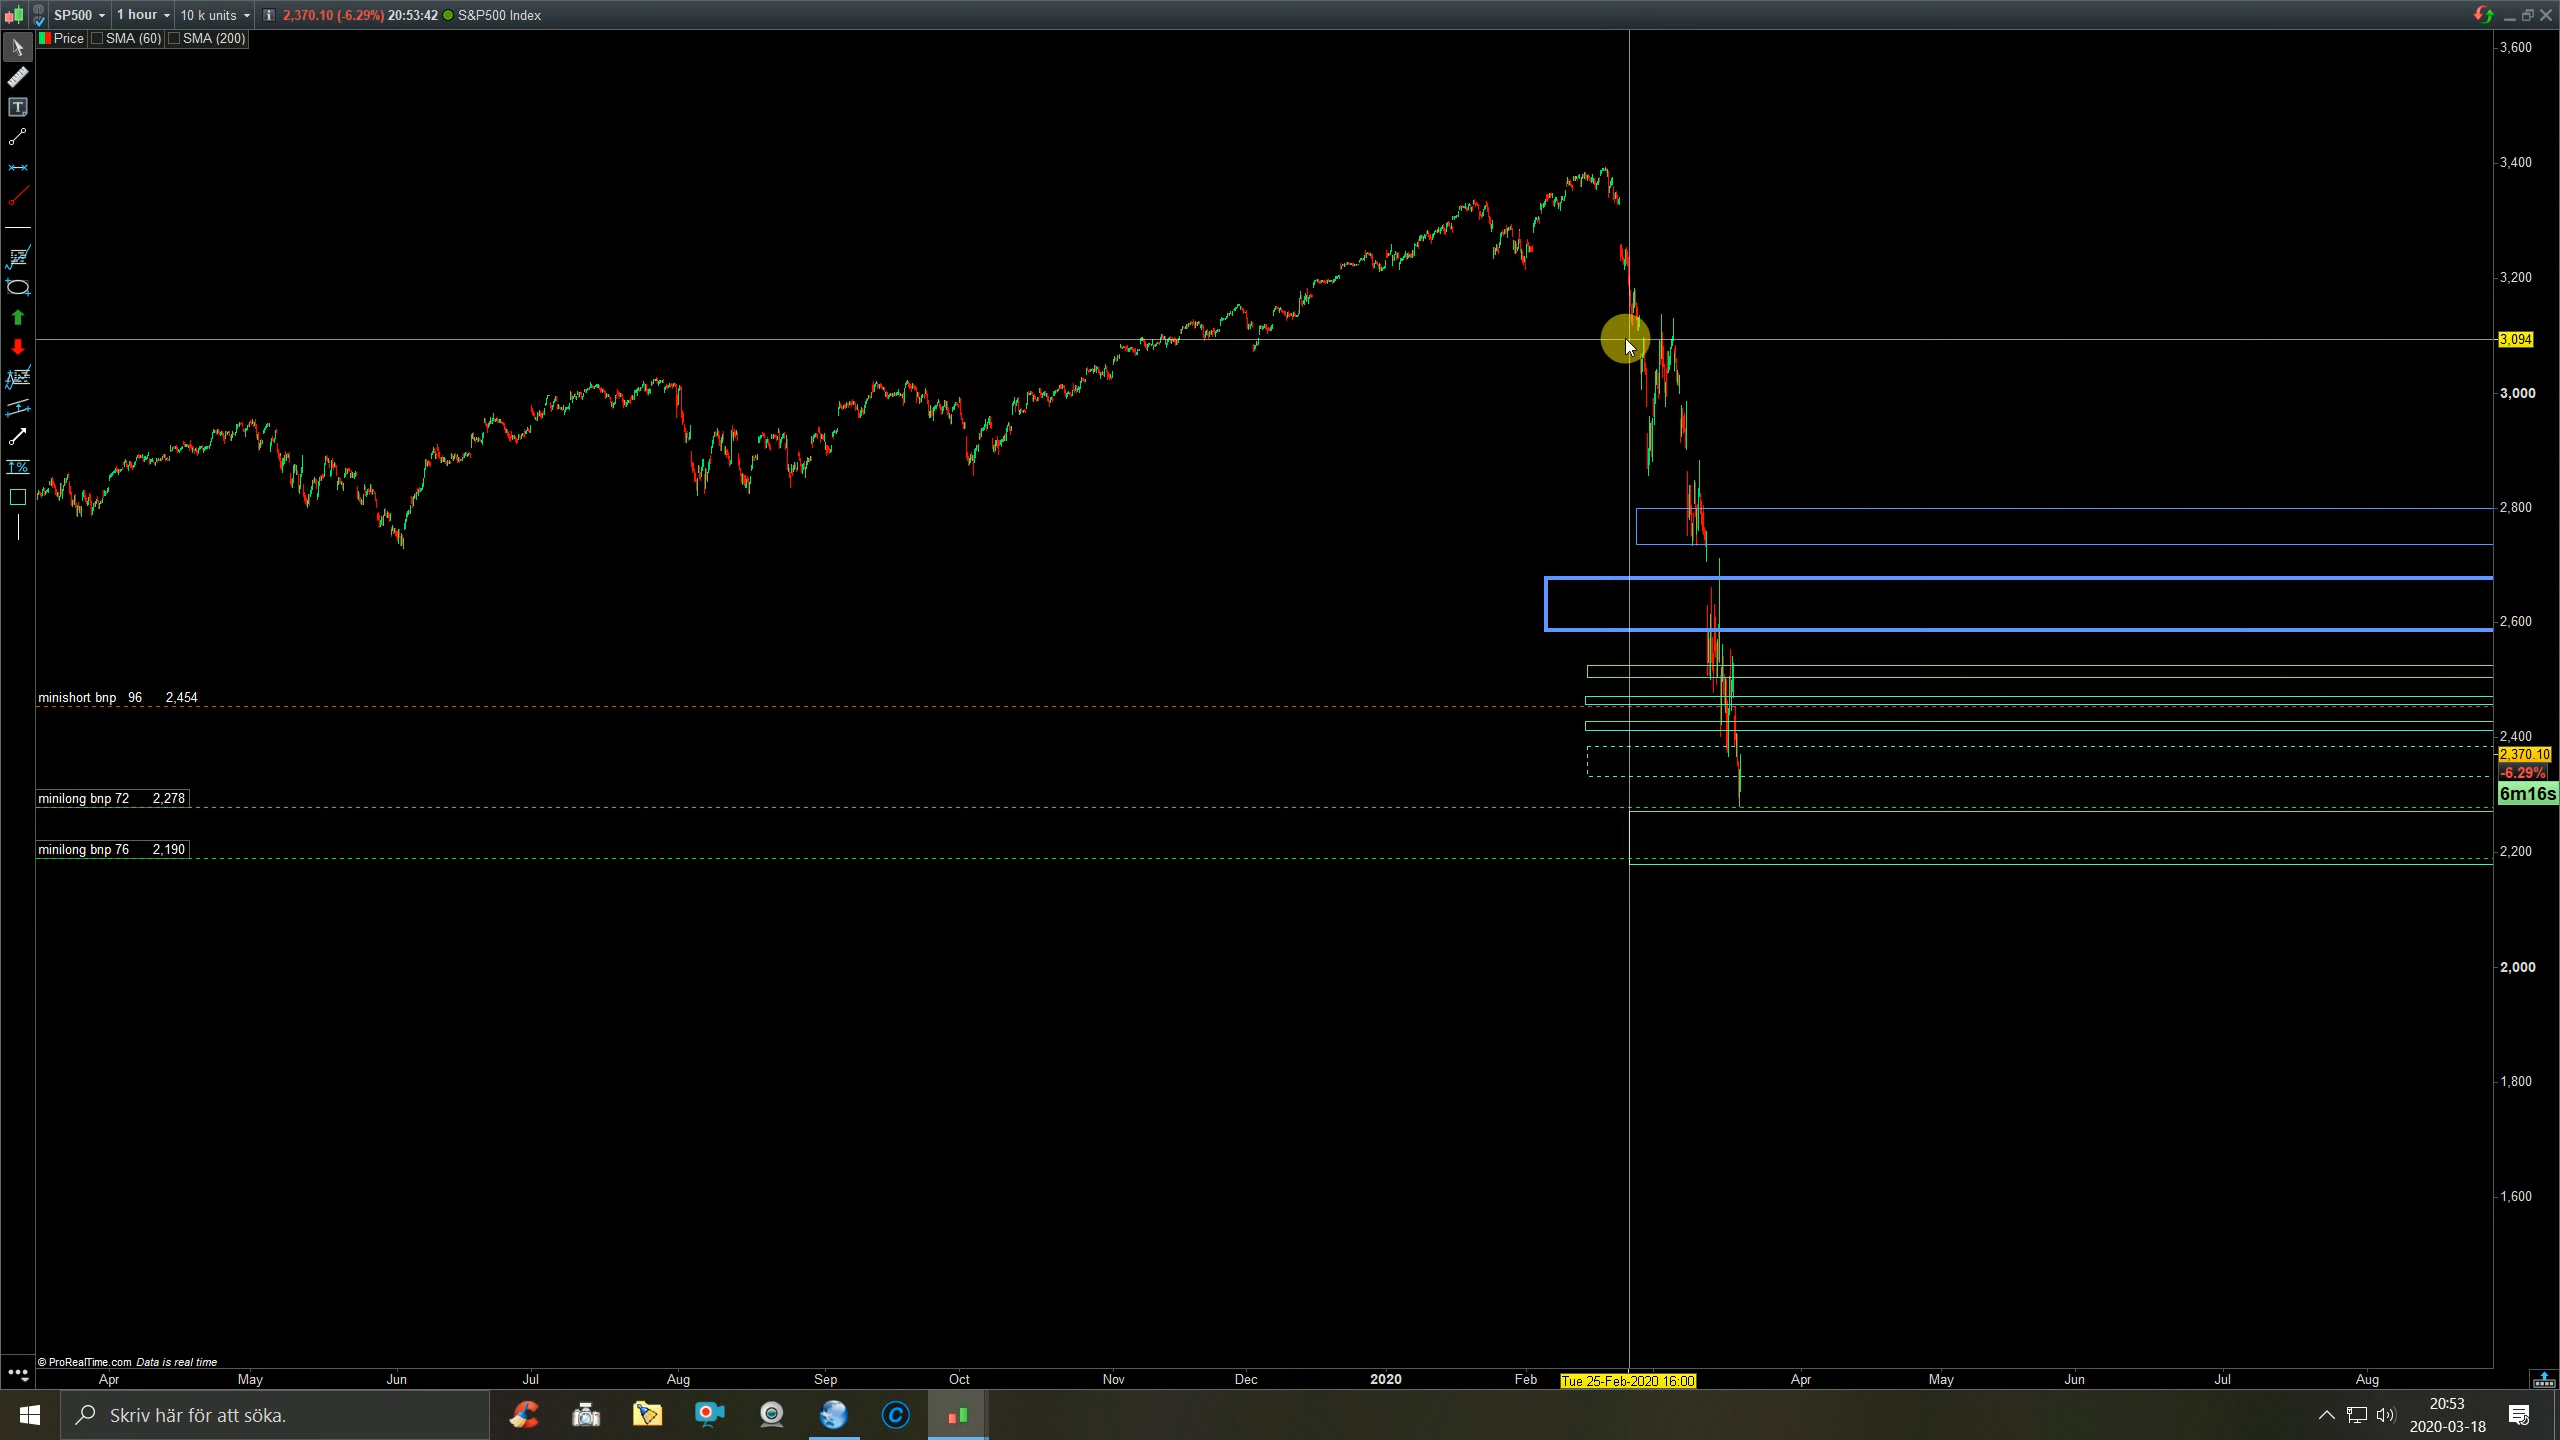 SP500 1 hour 10 k units i 2,370.10 (-6.29%) 20:53:42 S&P500 Index
Price SMA (60) SMA (200)
3,600
3,400
3,200
3,094
3,000
2,800
2,600
minishort bnp 96 2,454
2,400
2,370.10
-6.29%
6m16s
minilong bnp 72 2,278
minilong bnp 76 2,190
2,200
2,000
1,800
1,600
© ProRealTime.com Data is real time
Apr May Jun Jul Aug Sep Oct Nov Dec 2020 Feb Tue 25-Feb-2020 16:00 Apr May Jun Jul Aug
Skriv här för att söka.
20:53
2020-03-18